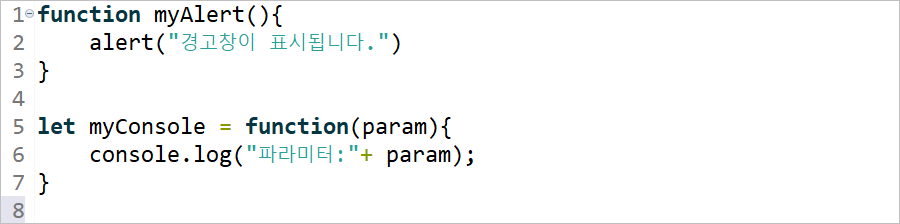 1 function myAlert(){
2     alert("경고창이 표시됩니다.")
3 }
4
5 let myConsole = function(param){
6     console.log("파라미터:"+ param);
7 }
8